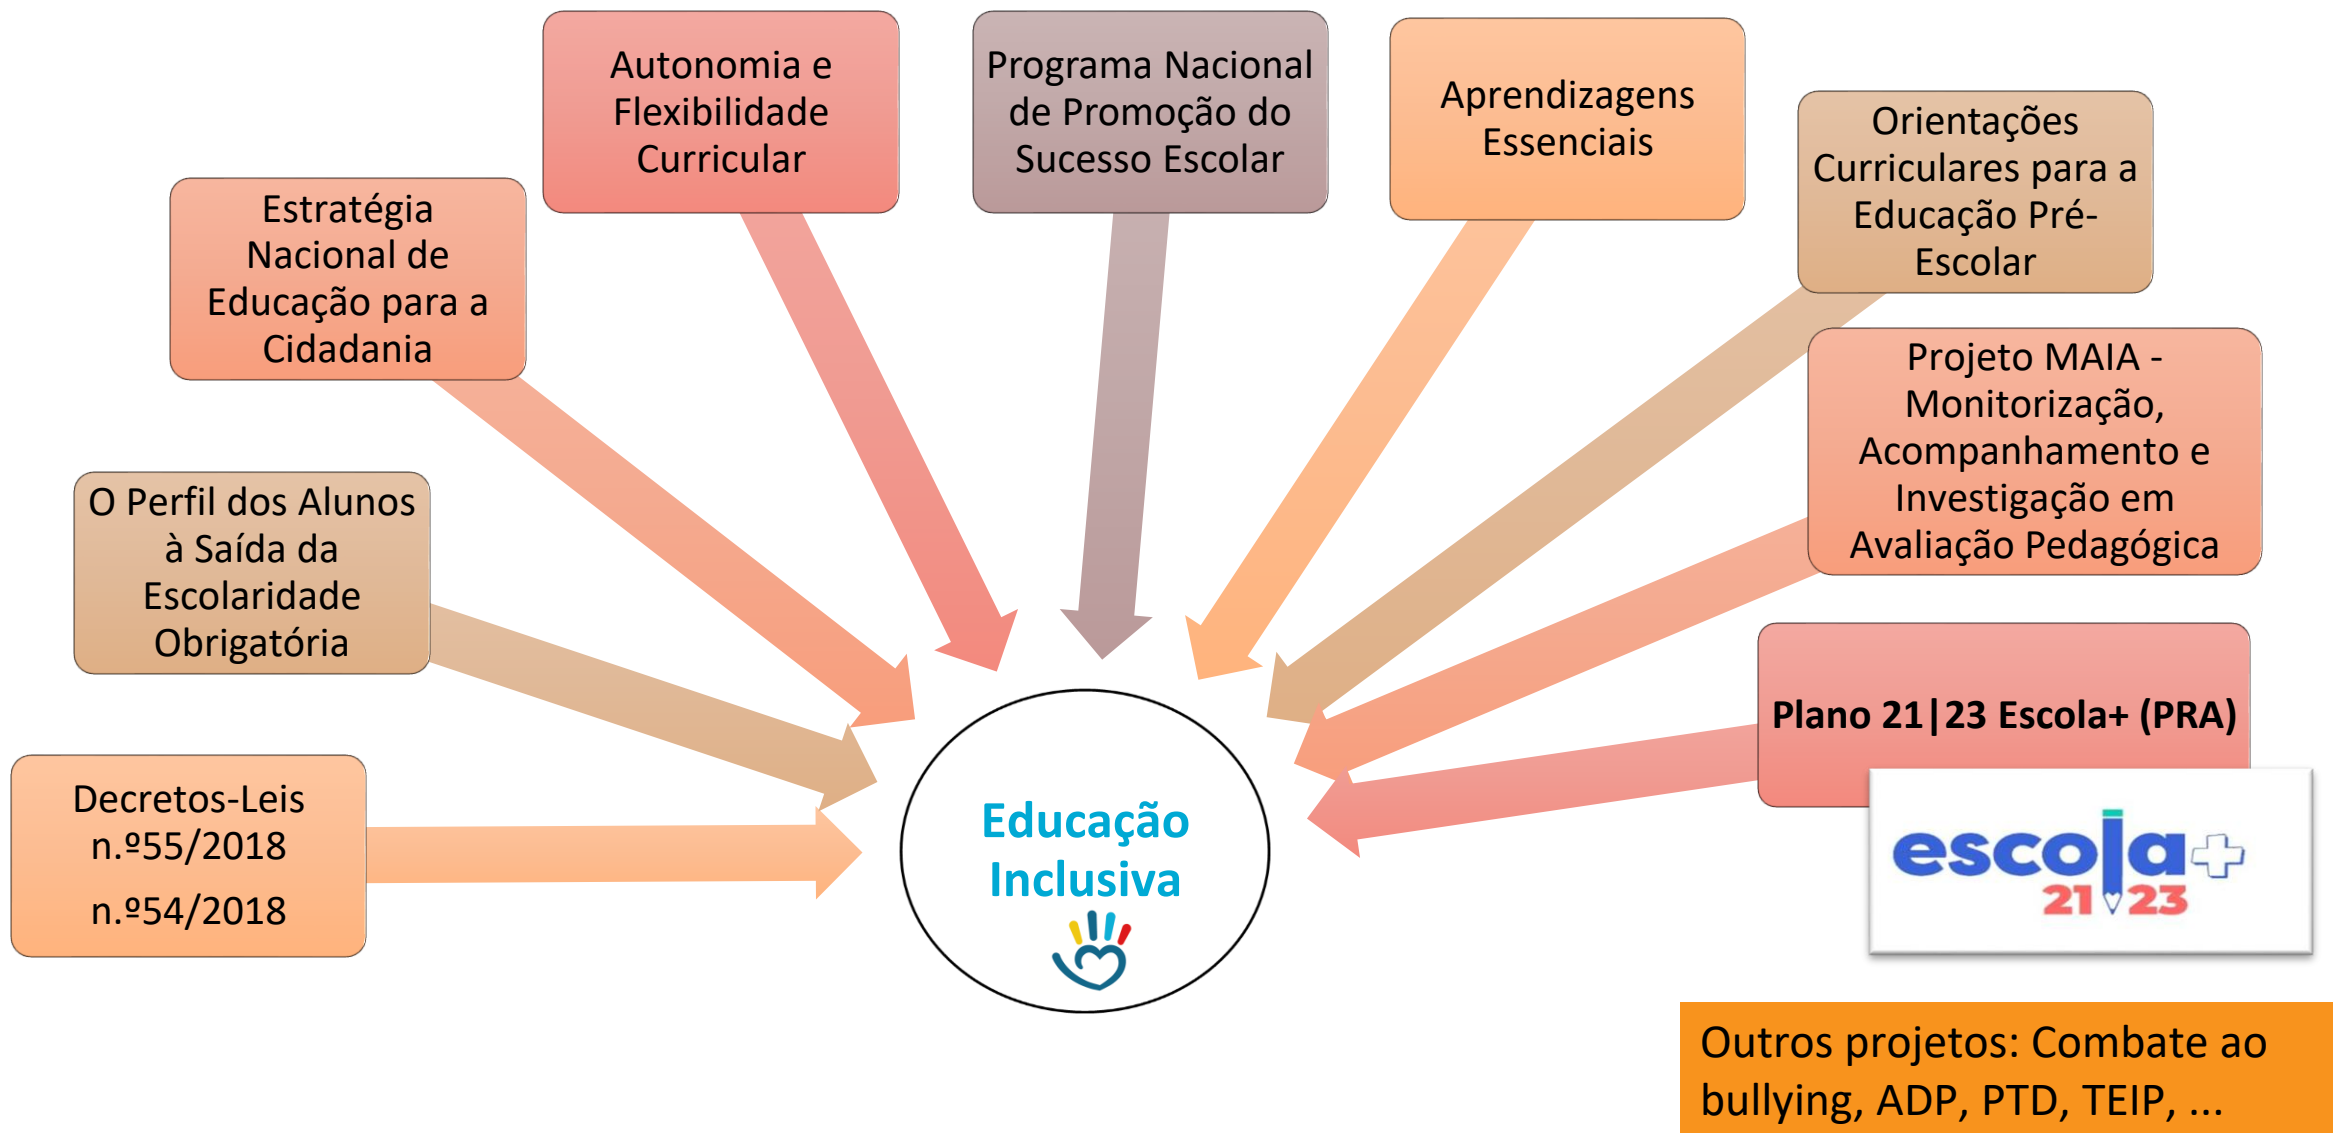 Autonomia e
Flexibilidade
Curricular
Programa Nacional
de Promoção do
Sucesso Escolar
Aprendizagens
Essenciais
Orientações
Curriculares para a
Educação Pré-
Escolar
Estratégia
Nacional de
Educação para a
Cidadania
Projeto MAIA -
Monitorização,
Acompanhamento e
Investigação em
Avaliação Pedagógica
O Perfil dos Alunos
à Saída da
Escolaridade
Obrigatória
Plano 21|23 Escola+ (PRA)
Decretos-Leis
n.º55/2018
n.º54/2018
Educação
Inclusiva
escola+
21 23
Outros projetos: Combate ao
bullying, ADP, PTD, TEIP, ...